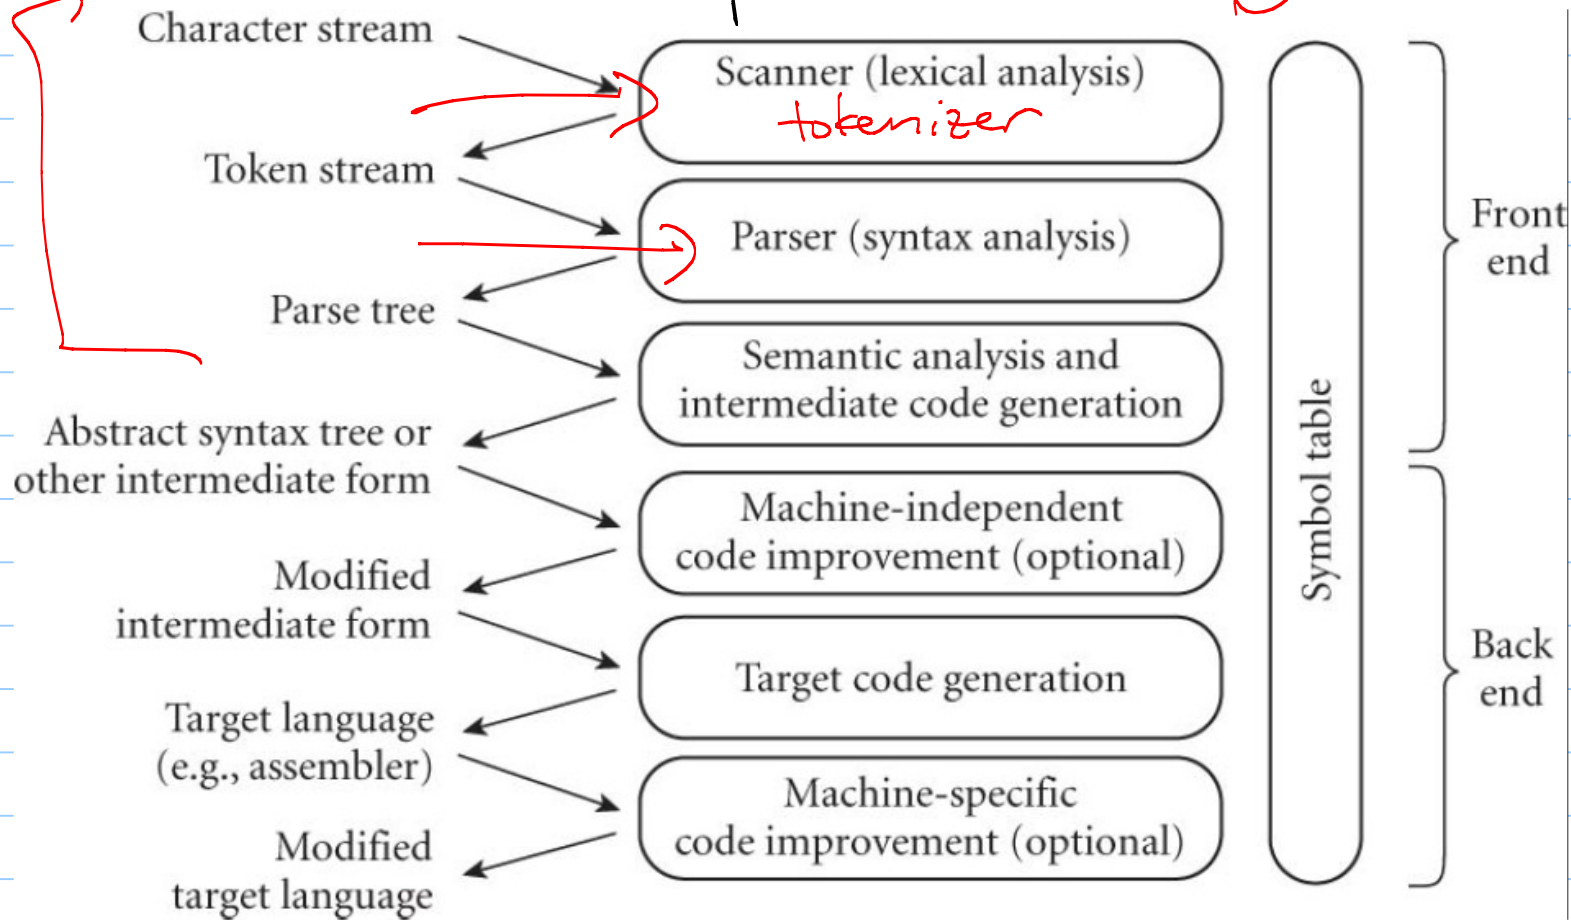 Character stream
Scanner (lexical analysis)
tokenizer
Token stream
Parser (syntax analysis)
Parse tree
Semantic analysis and
intermediate code generation
Abstract syntax tree or
other intermediate form
Machine-independent
code improvement (optional)
Modified
intermediate form
Target code generation
Target language
(e.g., assembler)
Machine-specific
code improvement (optional)
Modified
target language
Symbol table
Front
end
Back
end